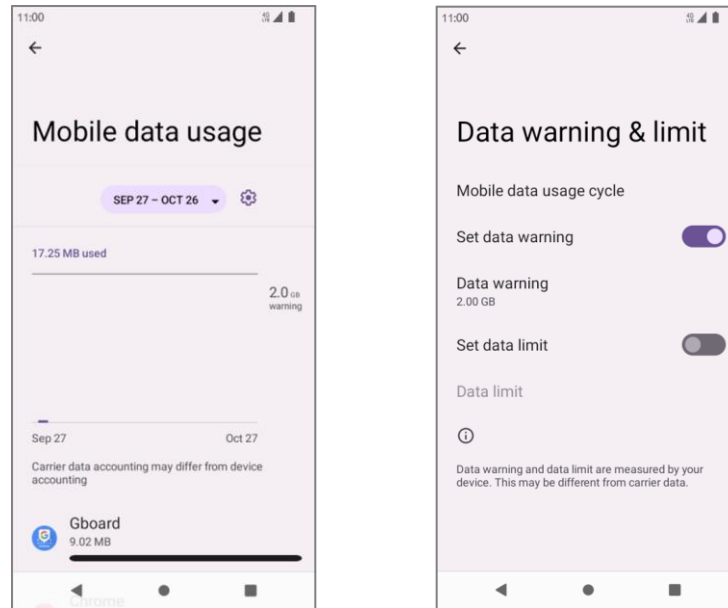 11:00
Mobile data usage
SEP 27 – OCT 26
17.25 MB used
2.0 GB
warning
Sep 27
Oct 27
Carrier data accounting may differ from device
accounting
Gboard
9.02 MB
Chrome
11:00
Data warning & limit
Mobile data usage cycle
Set data warning
Data warning
2.00 GB
Set data limit
Data limit
Data warning and data limit are measured by your
device. This may be different from carrier data.